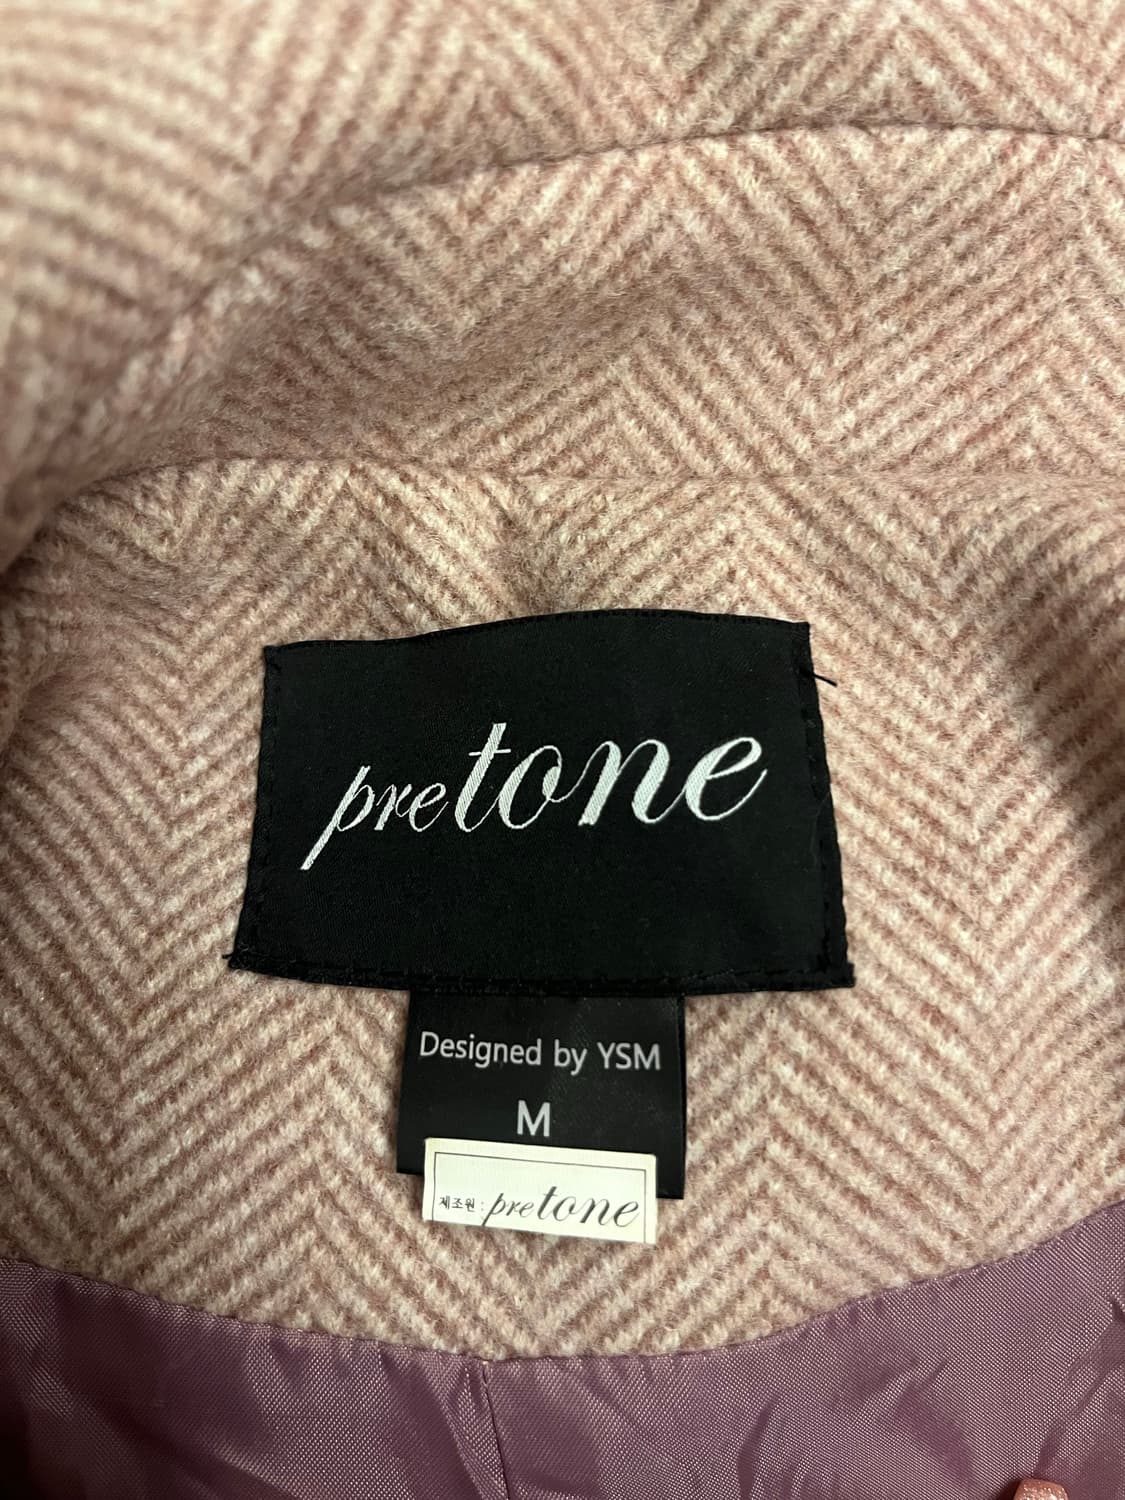 pretone
Designed by YSM
M
제조원 : pretone